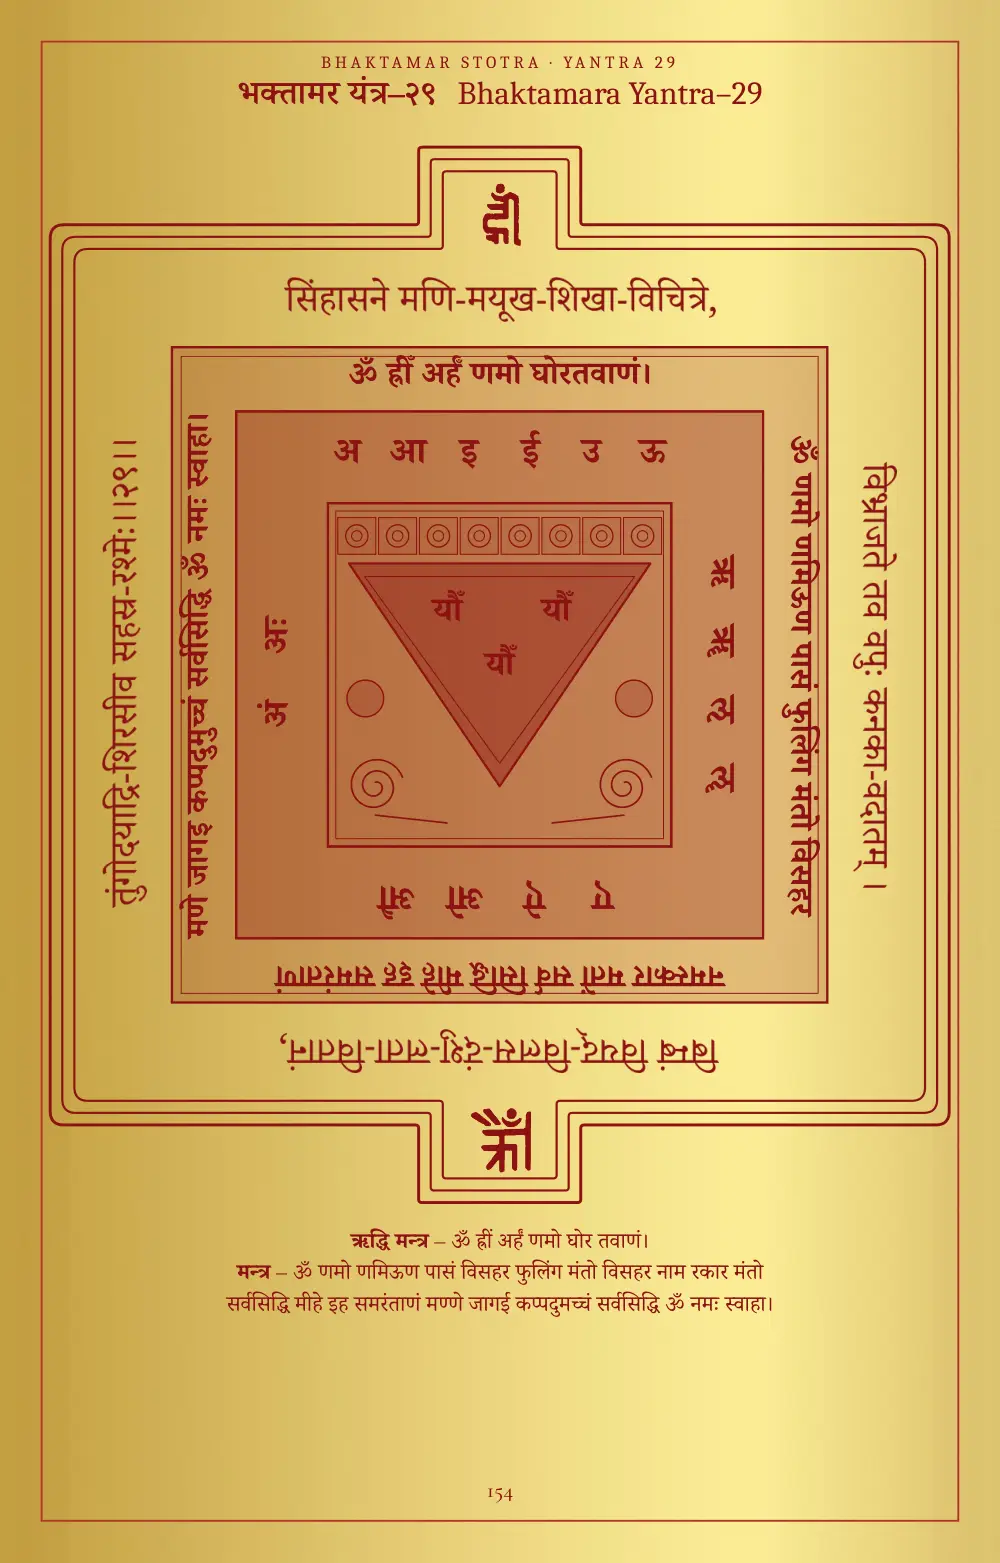 BHAKTAMAR STOTRA · YANTRA 29
भक्तामर यंत्र–२९ Bhaktamara Yantra–29
सिंहासने मणि-मयूख-शिखा-विचित्रे,
विभ्राजते तव वपुः कनका-वदातम् ।
बिम्बं वियद्-विलस-दंशु-लता-वितानं,
तुंगोदयाद्रि-शिरसीव सहस्र-रश्मेः।।२९।।
ॐ ह्रीं अर्हं णमो घोरतवाणं।
ॐ णमो णमिऊण पासं फुलिंग मंतो विसहर
नमस्कार मतों सर्व सिद्धि मीहे इह समरंताणं
मणे जागइ कप्पदुमुच्चं सर्वसिद्धि ॐ नमः स्वाहा।
अ आ इ ई उ ऊ
ऋ ॠ ऌ ॡ
ए ऐ ओ औ
अं अः
यौं यौं
यौं
ऋद्धि मन्त्र – ॐ ह्रीं अर्हं णमो घोर तवाणं।
मन्त्र – ॐ णमो णमिऊण पासं विसहर फुलिंग मंतो विसहर नाम रकार मंतो
सर्वसिद्धि मीहे इह समरंताणं मण्णे जागई कप्पदुमच्चं सर्वसिद्धि ॐ नमः स्वाहा।
154